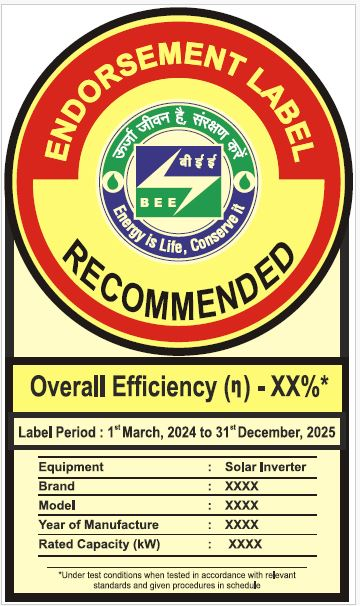 ENDORSEMENT LABEL
ऊर्जा जीवन है, संरक्षण करें
बीईई
BEE
Energy is Life, Conserve it
RECOMMENDED
Overall Efficiency (η) - XX%*
Label Period : 1st March, 2024 to 31st December, 2025
Equipment : Solar Inverter
Brand : XXXX
Model : XXXX
Year of Manufacture : XXXX
Rated Capacity (kW) : XXXX
*Under test conditions when tested in accordance with relevant
standards and given procedures in schedule